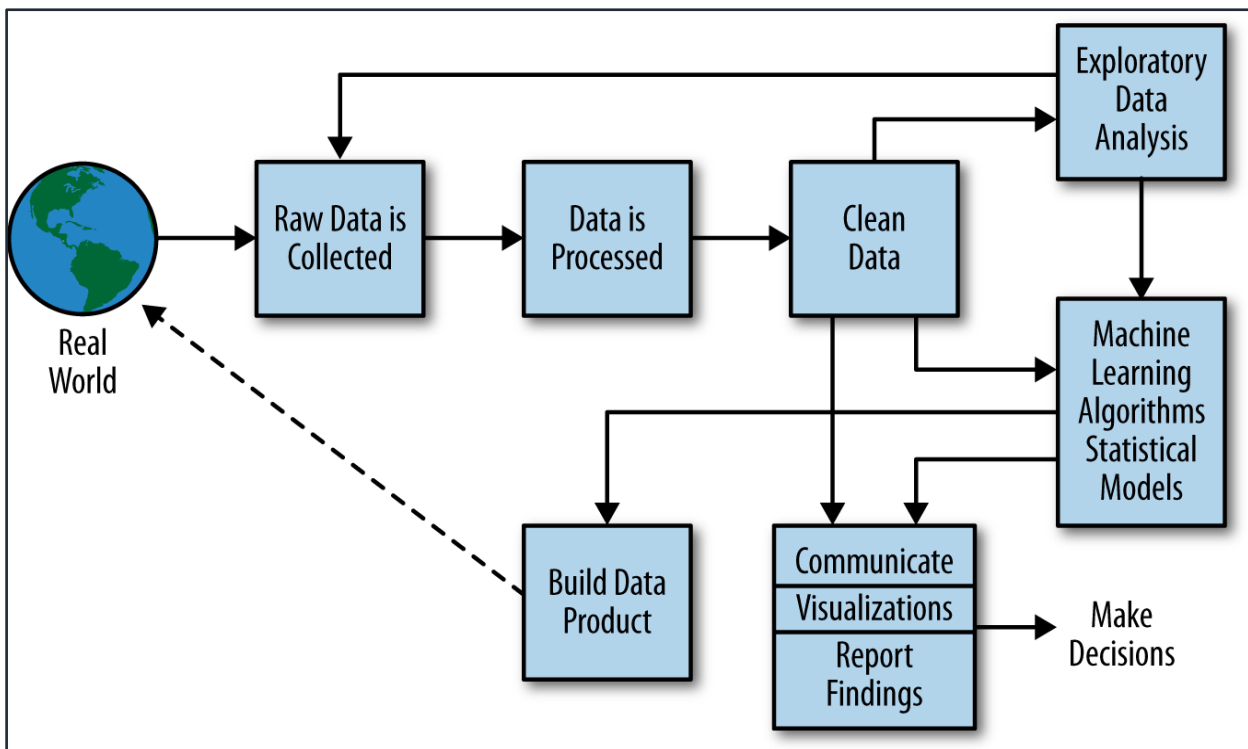 Exploratory
Data
Analysis
Real
World
Raw Data is
Collected
Data is
Processed
Clean
Data
Machine
Learning
Algorithms
Statistical
Models
Build Data
Product
Communicate
Visualizations
Report
Findings
Make
Decisions